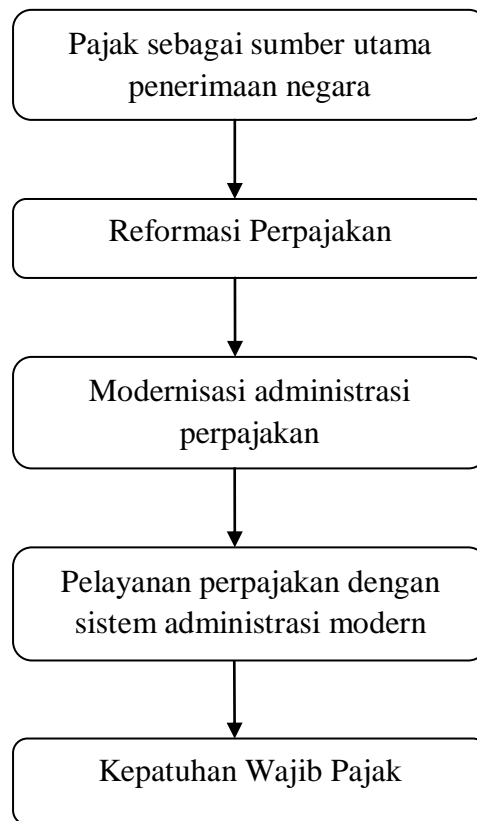 Pajak sebagai sumber utama
penerimaan negara
Reformasi Perpajakan
Modernisasi administrasi
perpajakan
Pelayanan perpajakan dengan
sistem administrasi modern
Kepatuhan Wajib Pajak